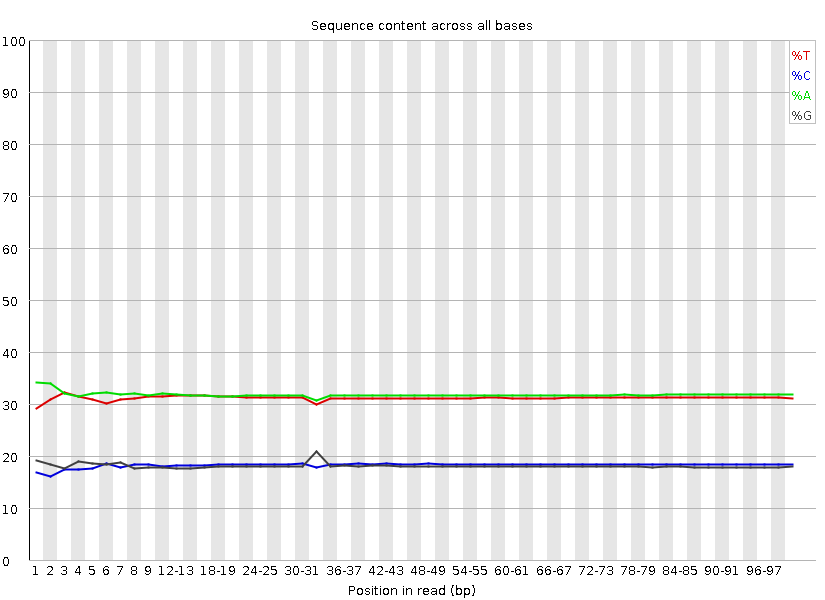 Sequence content across all bases
100
90
80
70
60
50
40
30
20
10
0
%T
%C
%A
%G
1 2 3 4 5 6 7 8 9 12-13 18-19 24-25 30-31 36-37 42-43 48-49 54-55 60-61 66-67 72-73 78-79 84-85 90-91 96-97
Position in read (bp)